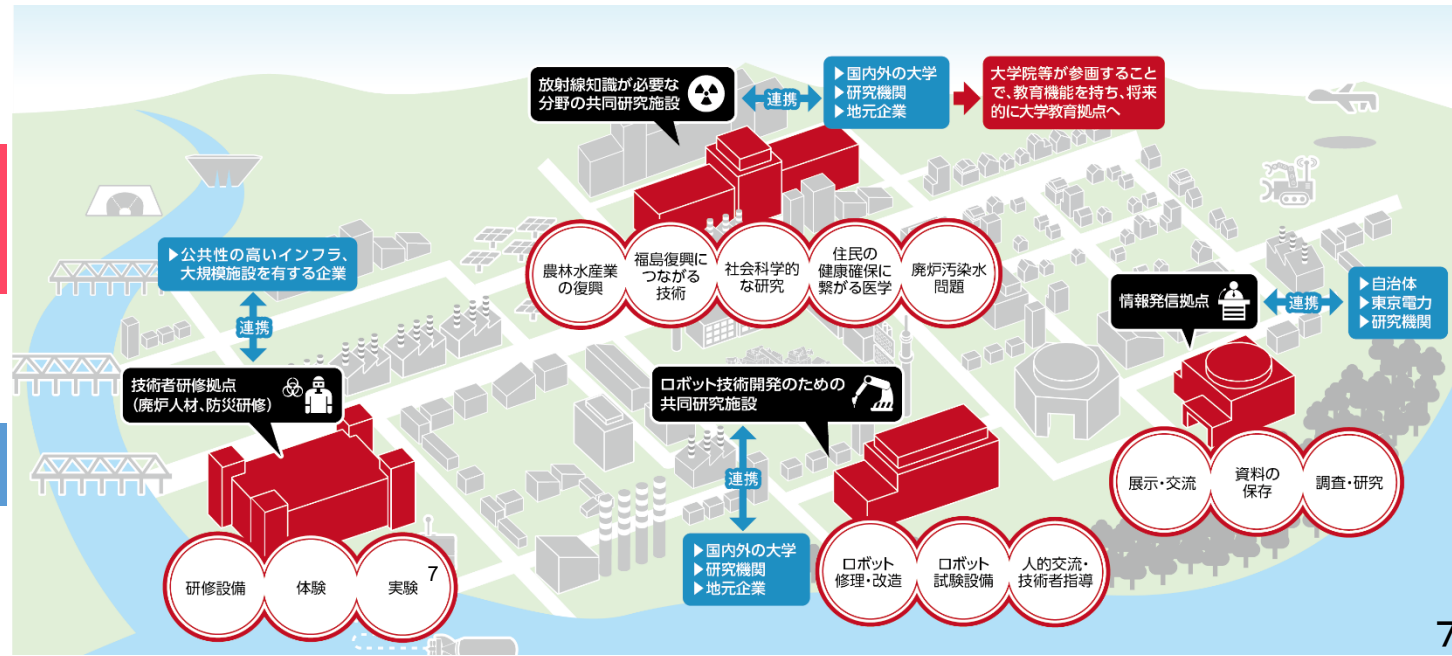 放射線知識が必要な
分野の共同研究施設
連携
▶国内外の大学
▶研究機関
▶地元企業
大学院等が参画すること
で、教育機能を持ち、将来
的に大学教育拠点へ
農林水産業
の復興
福島復興に
つながる
技術
社会科学的
な研究
住民の
健康確保に
繋がる医学
廃炉汚染水
問題
▶公共性の高いインフラ、
大規模施設を有する企業
連携
技術者研修拠点
(廃炉人材、防災研修)
研修設備
体験
実験
7
ロボット技術開発のための
共同研究施設
連携
▶国内外の大学
▶研究機関
▶地元企業
ロボット
修理・改造
ロボット
試験設備
人的交流・
技術者指導
情報発信拠点
連携
▶自治体
▶東京電力
▶研究機関
展示・交流
資料の
保存
調査・研究
7